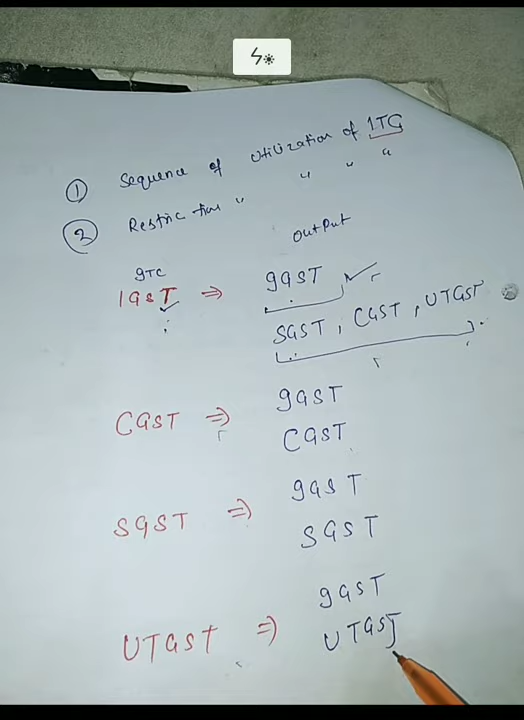 ① Sequence of Utilization of ITG
② Restriction " " " "
output
gTC
IGST ⇒ gGST ✓
SGST, CGST, UTGST
CGST ⇒ gGST
CGST
SGST ⇒ gGST
SGST
UTGST ⇒ gGST
UTGST